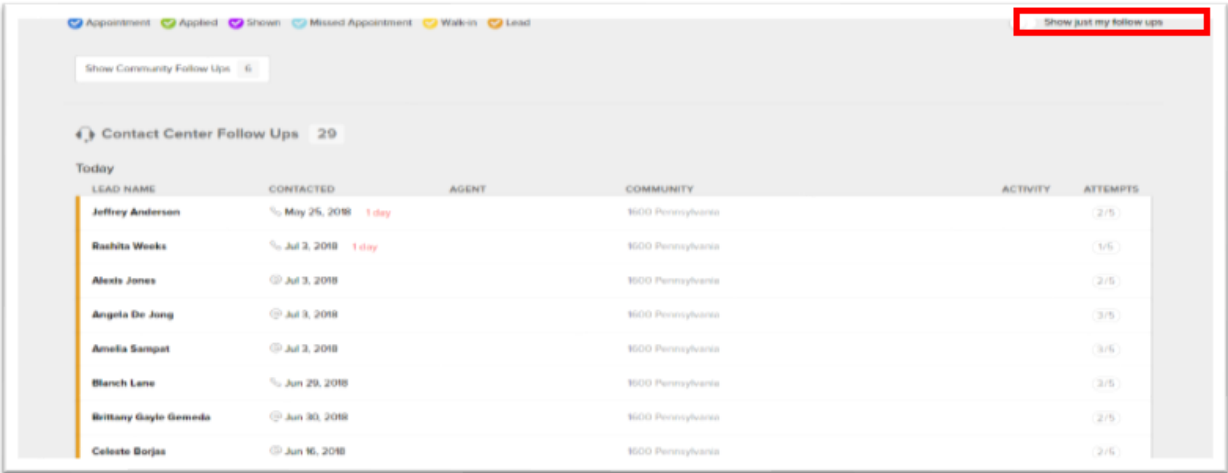 Appointment Applied Shown Missed Appointment Walk-in Lead Show just my follow ups
Show Community Follow Ups 6
Contact Center Follow Ups 29
Today
LEAD NAME CONTACTED AGENT COMMUNITY ACTIVITY ATTEMPTS
Jeffrey Anderson May 25, 2018 1 day 1600 Pennsylvania 2/5
Rashita Weeks Jul 3, 2018 1 day 1600 Pennsylvania 1/5
Alexis Jones Jul 3, 2018 1600 Pennsylvania 2/5
Angela De Jong Jul 3, 2018 1600 Pennsylvania 3/5
Amelia Sampat Jul 3, 2018 1600 Pennsylvania 3/5
Blanch Lane Jun 29, 2018 1600 Pennsylvania 3/5
Brittany Gayle Gemeda Jun 30, 2018 1600 Pennsylvania 2/5
Celeste Borjas Jun 16, 2018 1600 Pennsylvania 2/5